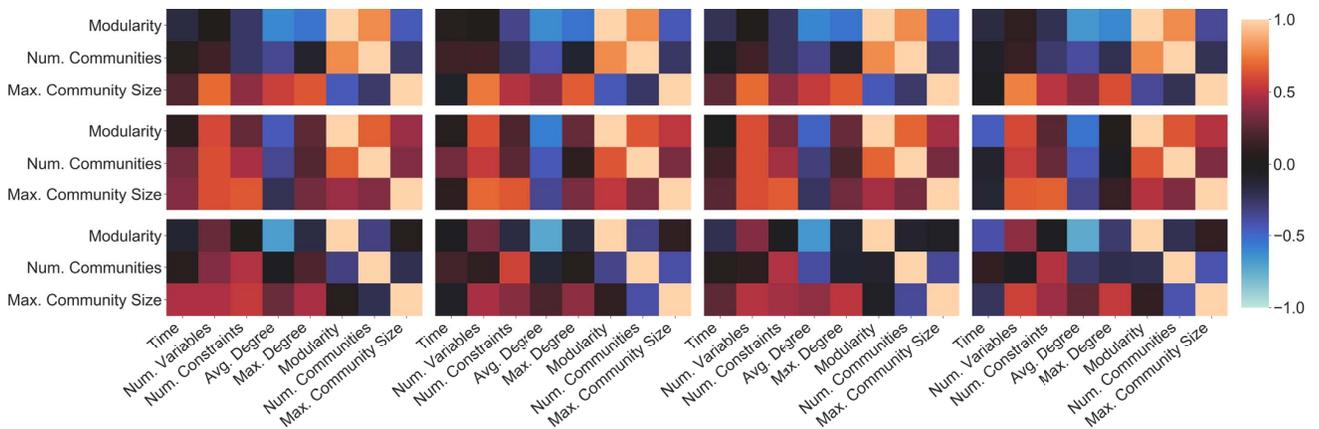 Modularity
Num. Communities
Max. Community Size
Modularity
Num. Communities
Max. Community Size
Modularity
Num. Communities
Max. Community Size
Time
Num. Variables
Num. Constraints
Avg. Degree
Max. Degree
Modularity
Num. Communities
Max. Community Size
Time
Num. Variables
Num. Constraints
Avg. Degree
Max. Degree
Modularity
Num. Communities
Max. Community Size
Time
Num. Variables
Num. Constraints
Avg. Degree
Max. Degree
Modularity
Num. Communities
Max. Community Size
Time
Num. Variables
Num. Constraints
Avg. Degree
Max. Degree
Modularity
Num. Communities
Max. Community Size
1.0
0.5
0.0
−0.5
−1.0